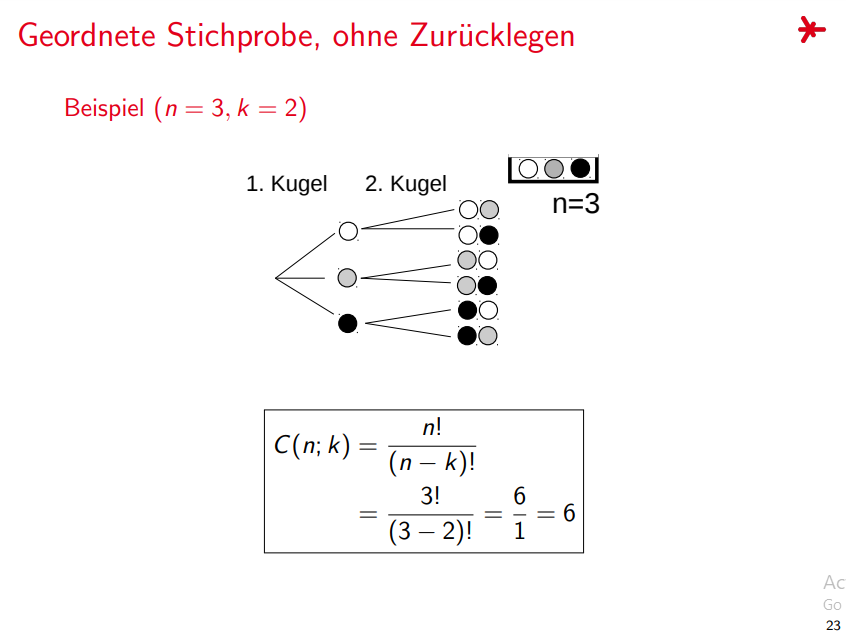 Geordnete Stichprobe, ohne Zurücklegen
Beispiel (n = 3, k = 2)
1. Kugel 2. Kugel
n=3
C(n; k) = n! / (n − k)!
= 3! / (3 − 2)! = 6 / 1 = 6
Ac
Go
23